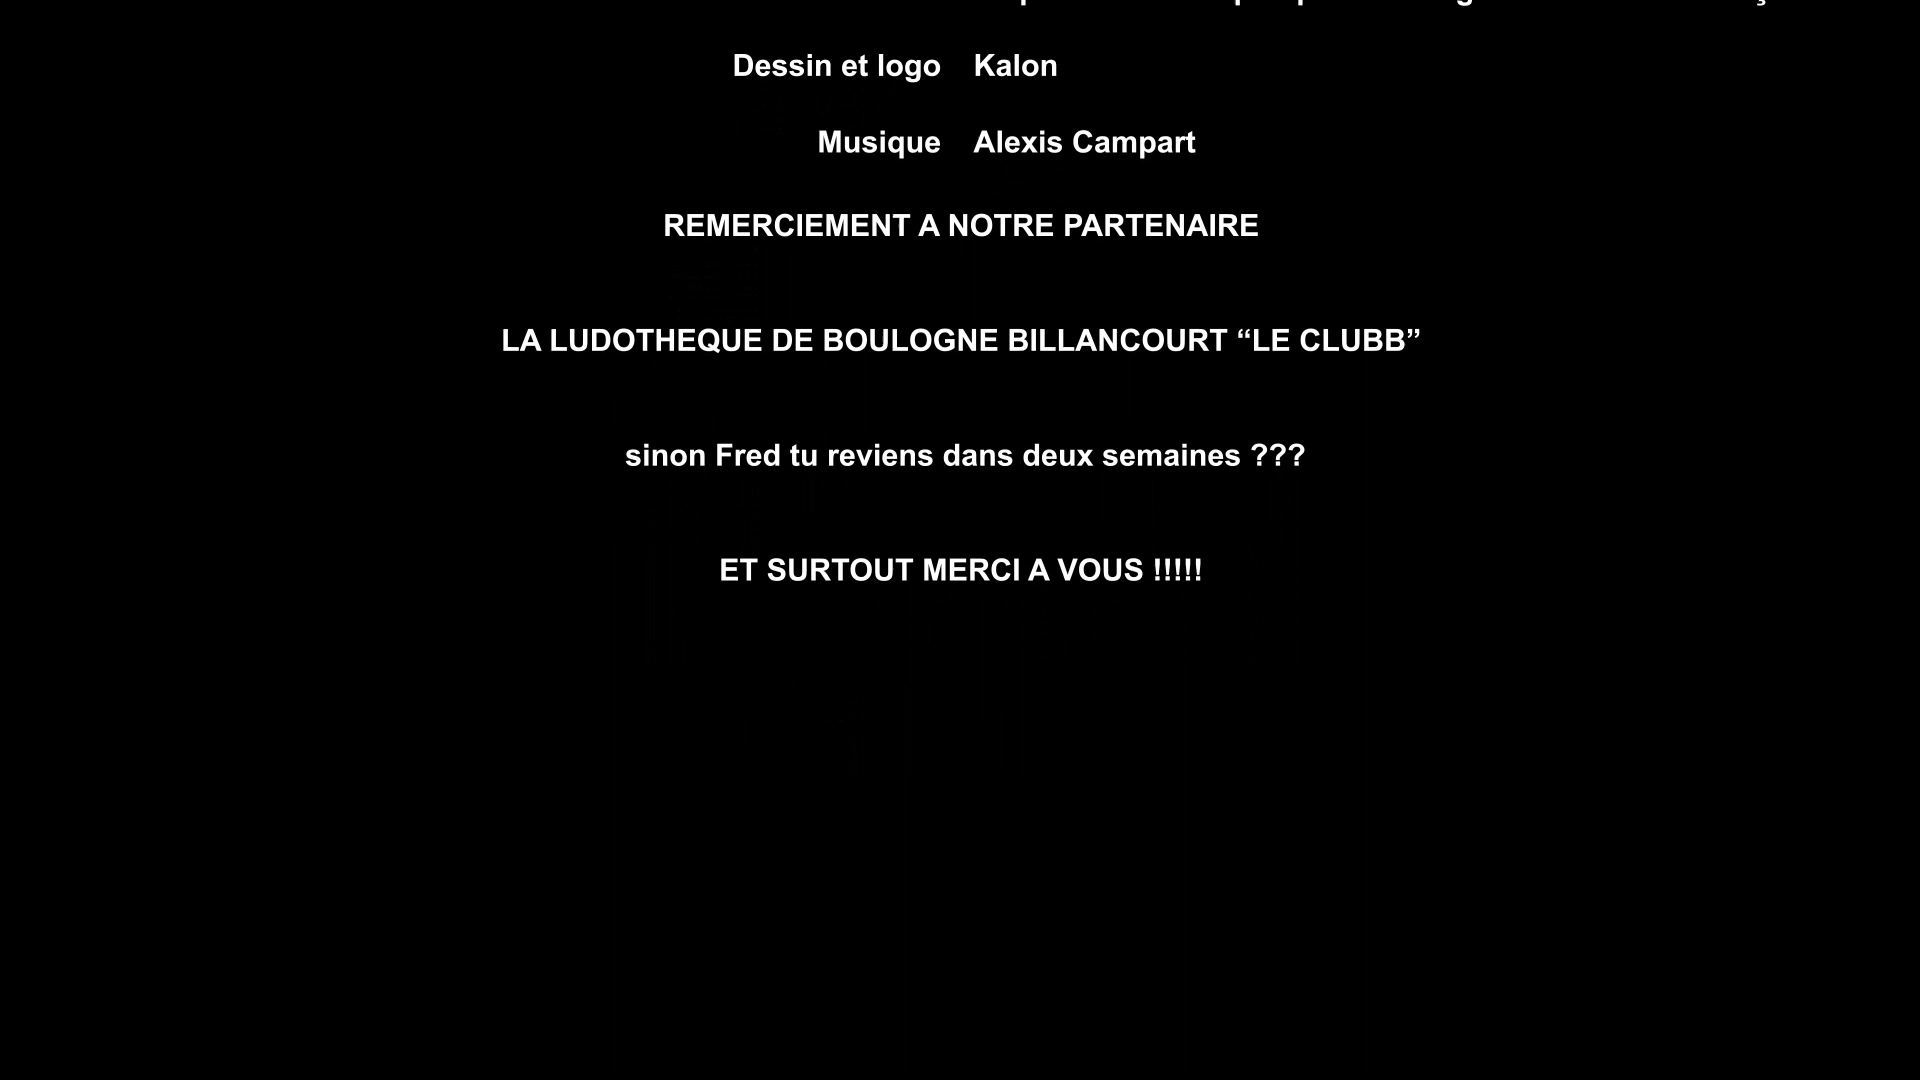 Dessin et logo Kalon
Musique Alexis Campart
REMERCIEMENT A NOTRE PARTENAIRE
LA LUDOTHEQUE DE BOULOGNE BILLANCOURT “LE CLUBB”
sinon Fred tu reviens dans deux semaines ???
ET SURTOUT MERCI A VOUS !!!!!